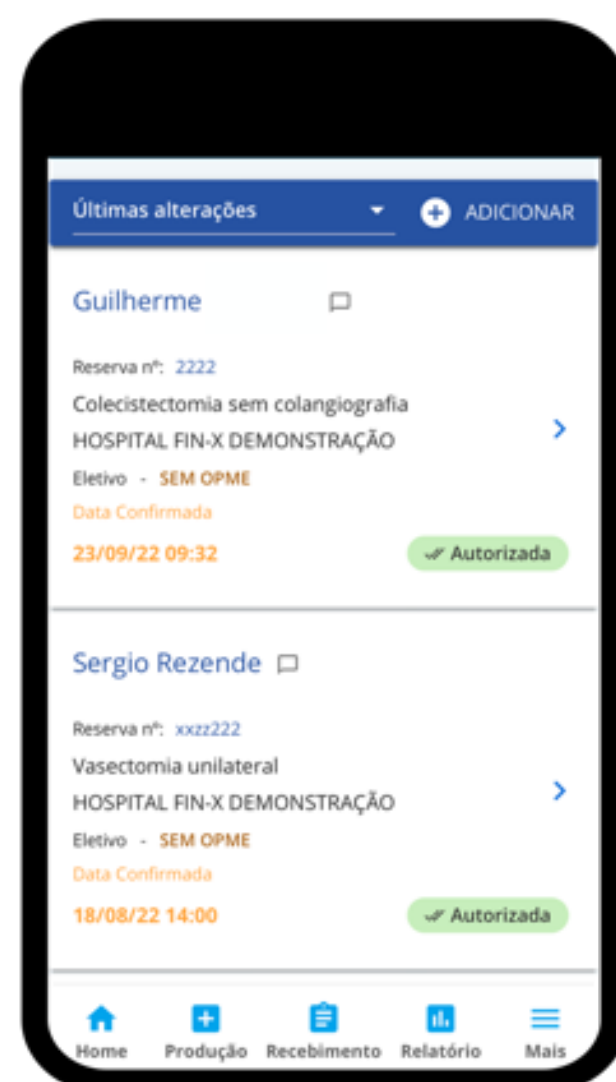 Últimas alterações ADICIONAR
Guilherme
Reserva nº: 2222
Colecistectomia sem colangiografia
HOSPITAL FIN-X DEMONSTRAÇÃO
Eletivo - SEM OPME
Data Confirmada
23/09/22 09:32 Autorizada
Sergio Rezende
Reserva nº: xxzz222
Vasectomia unilateral
HOSPITAL FIN-X DEMONSTRAÇÃO
Eletivo - SEM OPME
Data Confirmada
18/08/22 14:00 Autorizada
Home Produção Recebimento Relatório Mais